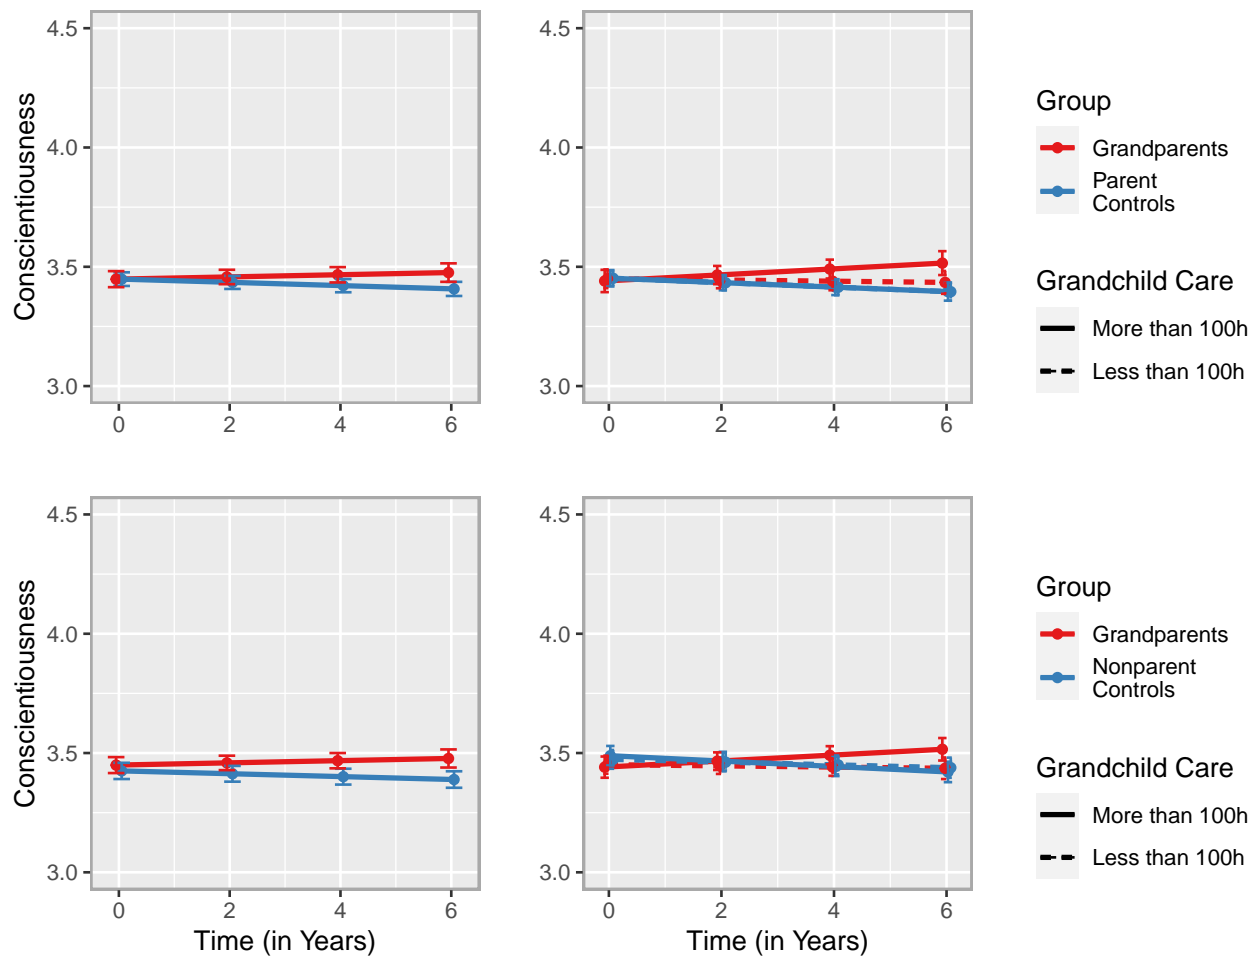 4.5
4.0
3.5
3.0
Conscientiousness
0 2 4 6
4.5
4.0
3.5
3.0
0 2 4 6
Group
Grandparents
Parent
Controls
Grandchild Care
More than 100h
Less than 100h
4.5
4.0
3.5
3.0
Conscientiousness
0 2 4 6
Time (in Years)
4.5
4.0
3.5
3.0
0 2 4 6
Time (in Years)
Group
Grandparents
Nonparent
Controls
Grandchild Care
More than 100h
Less than 100h